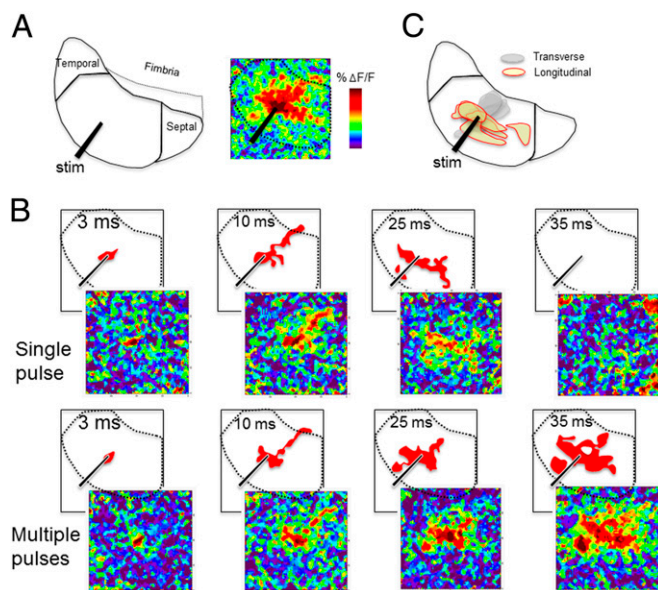 A
Temporal
Fimbria
Septal
stim
% ΔF/F
C
Transverse
Longitudinal
stim
B
3 ms
10 ms
25 ms
35 ms
Single
pulse
3 ms
10 ms
25 ms
35 ms
Multiple
pulses